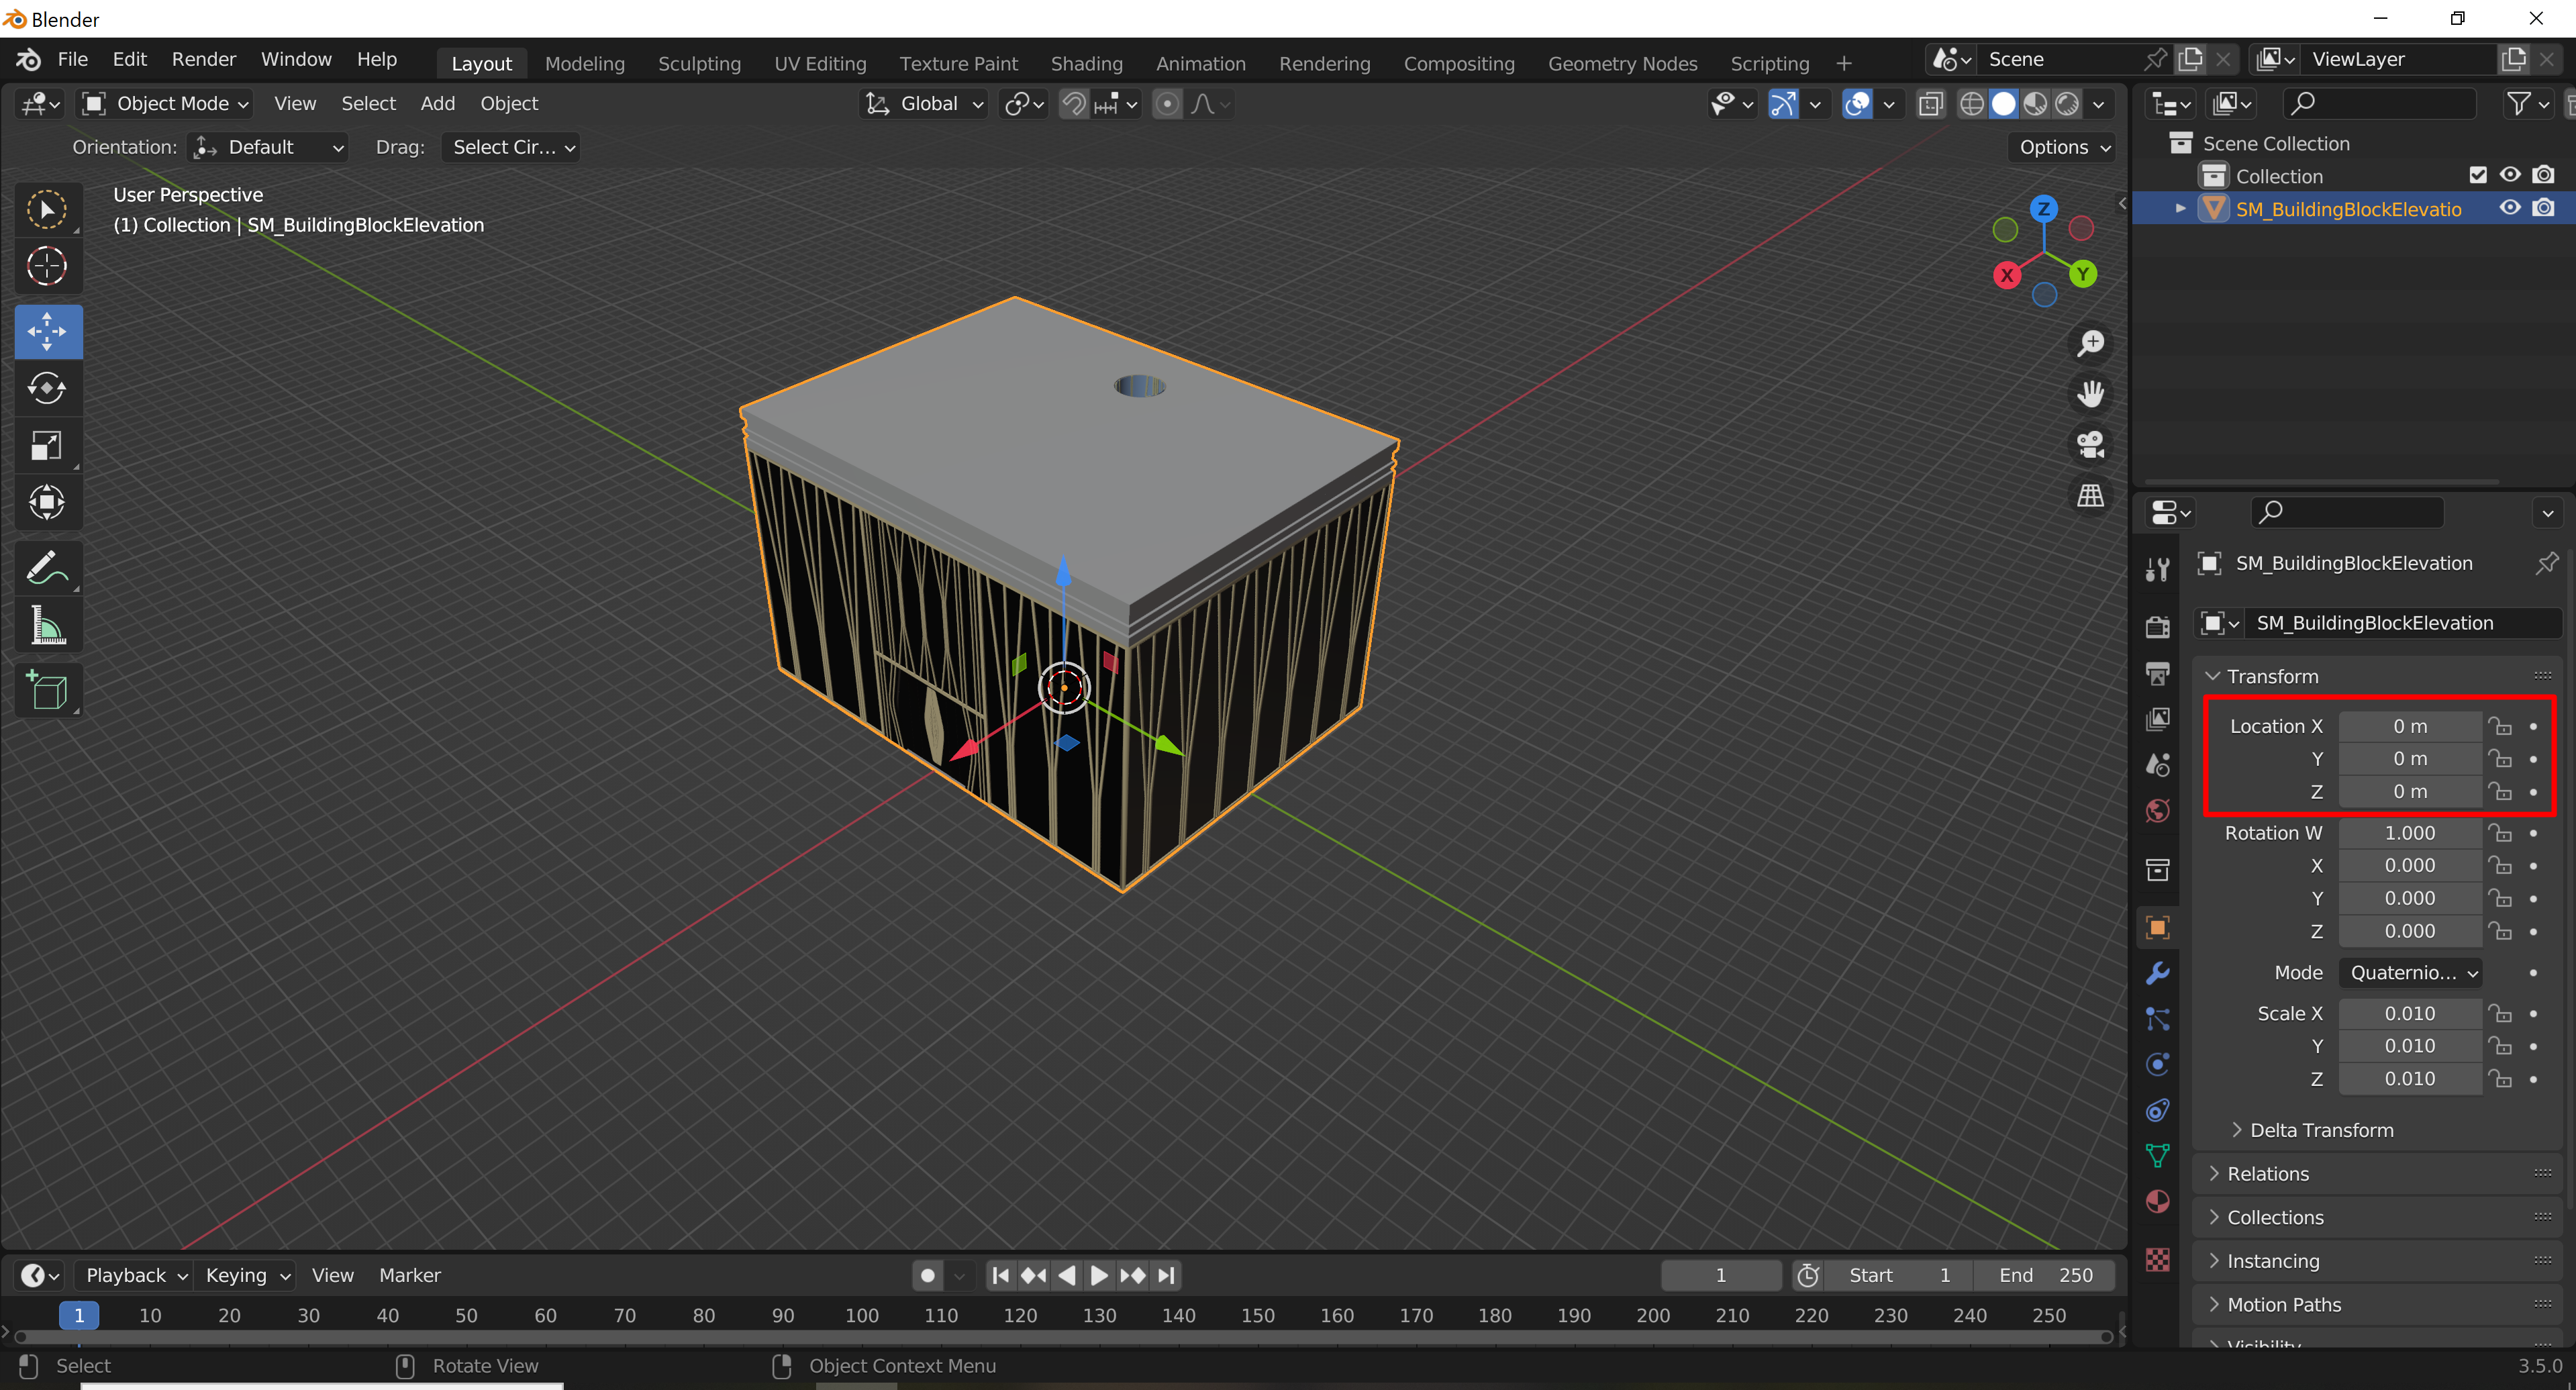 Blender
File Edit Render Window Help Layout Modeling Sculpting UV Editing Texture Paint Shading Animation Rendering Compositing Geometry Nodes Scripting + Scene ViewLayer
Object Mode View Select Add Object Global
Orientation: Default Drag: Select Cir... Options
User Perspective
(1) Collection | SM_BuildingBlockElevation
Z
X
Y
Scene Collection
Collection
SM_BuildingBlockElevatio
SM_BuildingBlockElevation
SM_BuildingBlockElevation
Transform
Location X 0 m
Y 0 m
Z 0 m
Rotation W 1.000
X 0.000
Y 0.000
Z 0.000
Mode Quaternio...
Scale X 0.010
Y 0.010
Z 0.010
Delta Transform
Relations
Collections
Instancing
Motion Paths
Visibility
Playback Keying View Marker 1 Start 1 End 250
1 10 20 30 40 50 60 70 80 90 100 110 120 130 140 150 160 170 180 190 200 210 220 230 240 250
Select Rotate View Object Context Menu 3.5.0